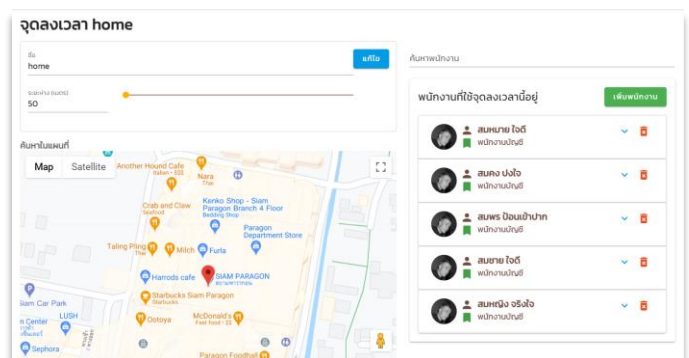 จุดลงเวลา home
ชื่อ
home
แก้ไข
ระยะห่าง (เมตร)
50
ค้นหาในแผนที่
Map
Satellite
Another Hound Cafe
Italian - $$$
Nara
Thai
Crab and Claw
Seafood
Kenko Shop - Siam
Paragon Branch 4 Floor
Bedding Shop
Paragon
Department Store
Taling Pling
Thai
Milch
Furla
Harrods cafe
SIAM PARAGON
สยามพารากอน
Starbucks Siam Paragon
Starbucks
Siam Car Park
LUSH
Ootoya
McDonald's
Fast food - $$
Sephora
Paragon Foodhall
ค้นหาพนักงาน
พนักงานที่ใช้จุดลงเวลานี้อยู่
เพิ่มพนักงาน
สมหมาย ใจดี
พนักงานบัญชี
สมคง ปงใจ
พนักงานบัญชี
สมพร ป้อนเข้าปาก
พนักงานบัญชี
สมชาย ใจดี
พนักงานบัญชี
สมหญิง จริงใจ
พนักงานบัญชี